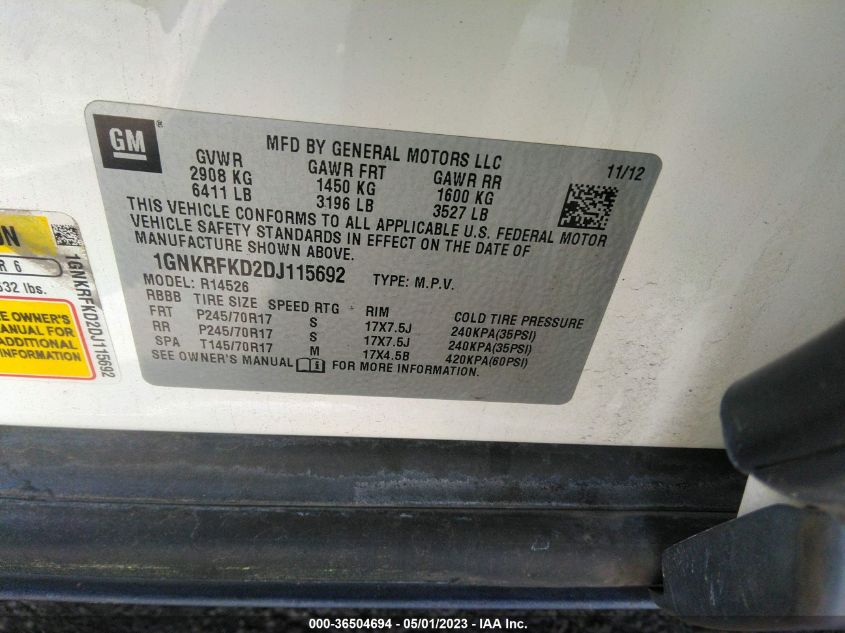 GM ®
MFD BY GENERAL MOTORS LLC
11/12
GVWR GAWR FRT GAWR RR
2908 KG 1450 KG 1600 KG
6411 LB 3196 LB 3527 LB
THIS VEHICLE CONFORMS TO ALL APPLICABLE U.S. FEDERAL MOTOR
VEHICLE SAFETY STANDARDS IN EFFECT ON THE DATE OF
MANUFACTURE SHOWN ABOVE.
1GNKRFKD2DJ115692 TYPE: M.P.V.
MODEL: R14526
RBBB TIRE SIZE SPEED RTG RIM COLD TIRE PRESSURE
FRT P245/70R17 S 17X7.5J 240KPA(35PSI)
RR P245/70R17 S 17X7.5J 240KPA(35PSI)
SPA T145/70R17 M 17X4.5B 420KPA(60PSI)
SEE OWNER'S MANUAL FOR MORE INFORMATION.
R 6
lbs.
OWNER'S
MANUAL FOR
ADDITIONAL
INFORMATION
1GNKRFKD2DJ115692
000-36504694 - 05/01/2023 - IAA Inc.